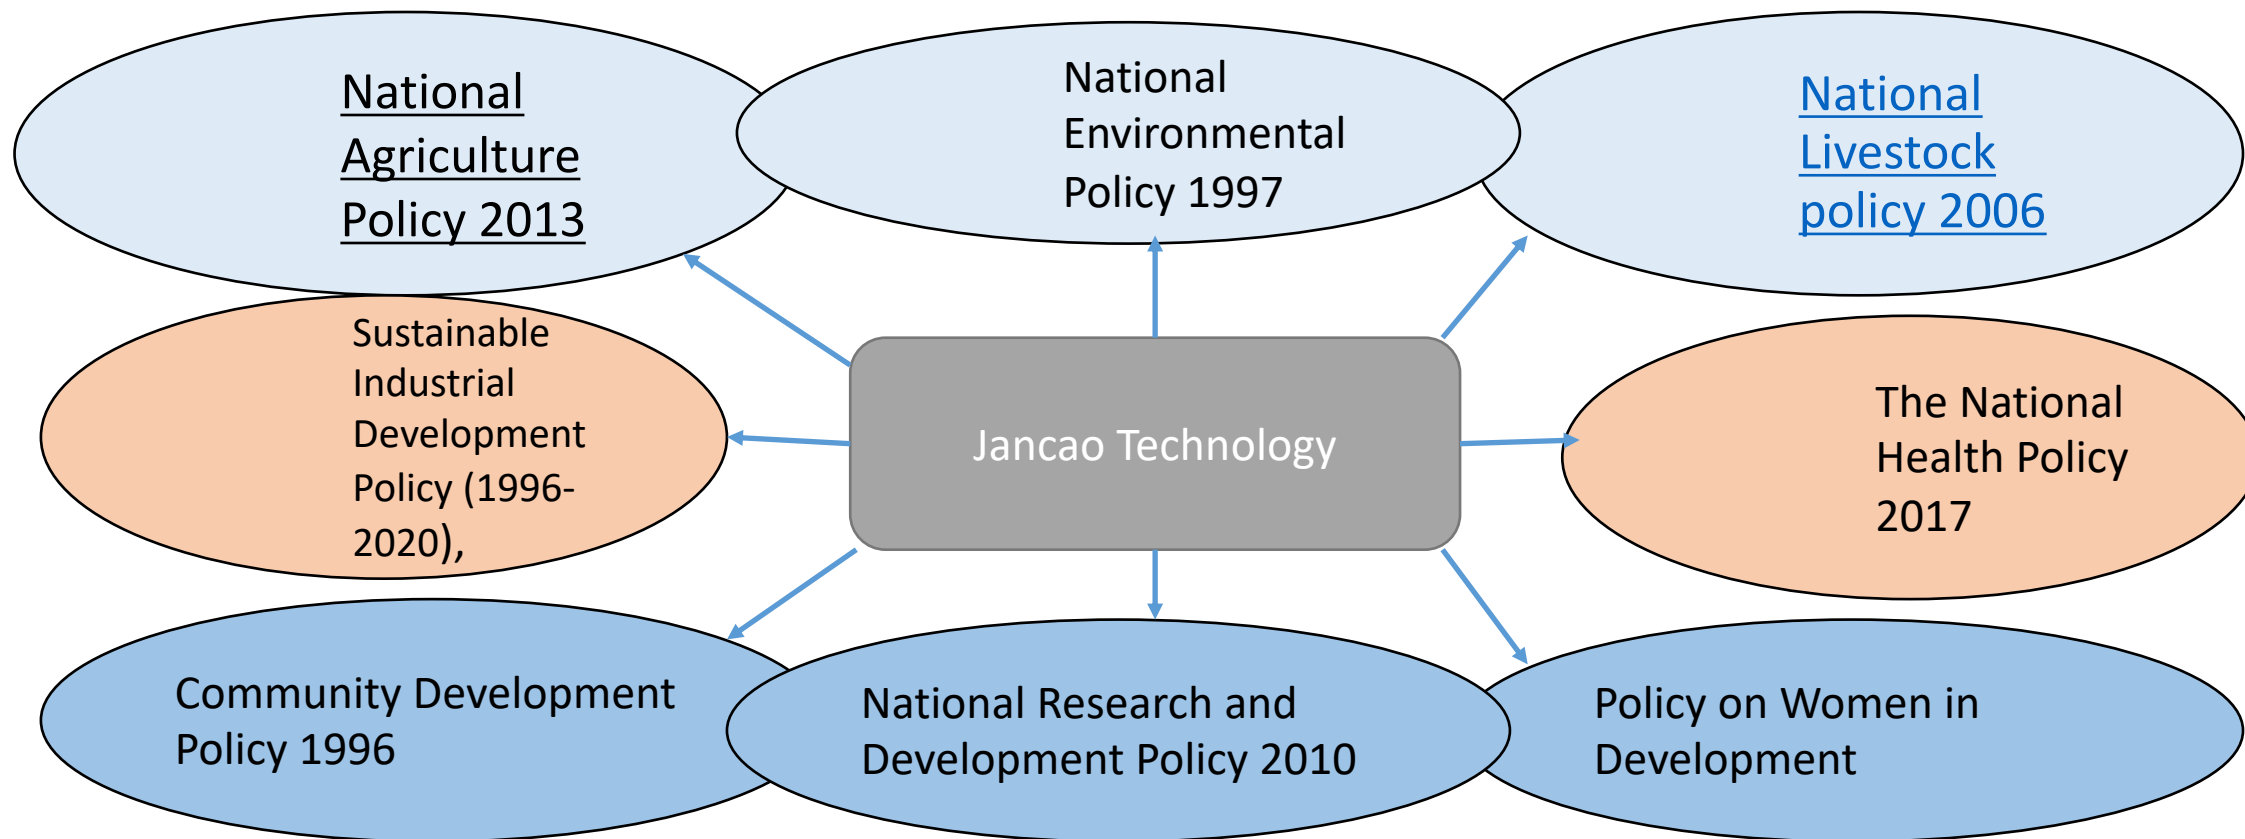 National
Agriculture
Policy 2013
National
Environmental
Policy 1997
National
Livestock
policy 2006
Sustainable
Industrial
Development
Policy (1996-
2020),
Jancao Technology
The National
Health Policy
2017
Community Development
Policy 1996
National Research and
Development Policy 2010
Policy on Women in
Development